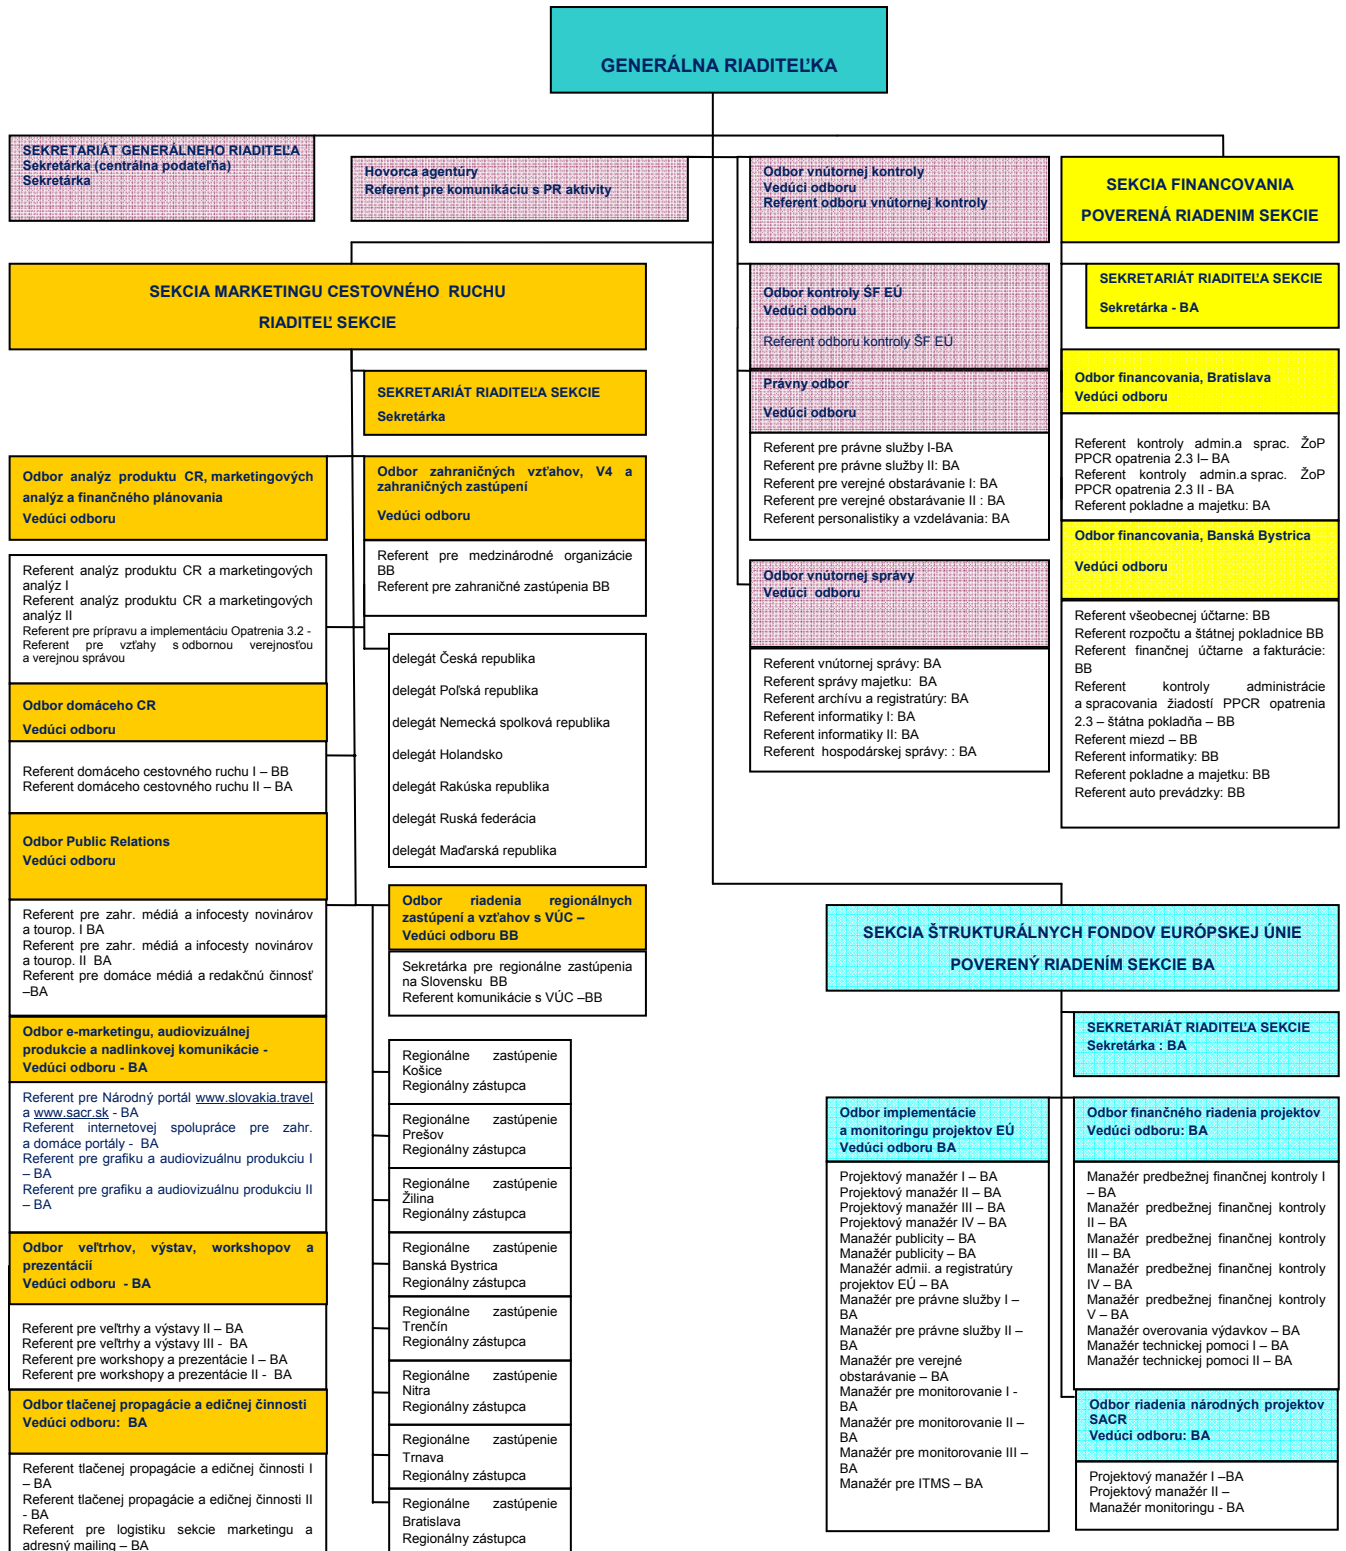 GENERÁLNA RIADITEĽKA
SEKRETARIÁT GENERÁLNEHO RIADITEĽA
Sekretárka (centrálna podateľňa)
Sekretárka
Hovorca agentúry
Referent pre komunikáciu s PR aktivity
Odbor vnútornej kontroly
Vedúci odboru
Referent odboru vnútornej kontroly
SEKCIA FINANCOVANIA
POVERENÁ RIADENIM SEKCIE
SEKRETARIÁT RIADITEĽA SEKCIE
Sekretárka - BA
SEKCIA MARKETINGU CESTOVNÉHO RUCHU
RIADITEĽ SEKCIE
Odbor kontroly ŠF EÚ
Vedúci odboru
Referent odboru kontroly ŠF EÚ
Právny odbor
Vedúci odboru
Referent pre právne služby I-BA
Referent pre právne služby II: BA
Referent pre verejné obstarávanie I: BA
Referent pre verejné obstarávanie II : BA
Referent personalistiky a vzdelávania: BA
Odbor vnútornej správy
Vedúci odboru
Referent vnútornej správy: BA
Referent správy majetku: BA
Referent archívu a registratúry: BA
Referent informatiky I: BA
Referent informatiky II: BA
Referent hospodárskej správy: : BA
Odbor financovania, Bratislava
Vedúci odboru
Referent kontroly admin.a sprac. ŽoP
PPCR opatrenia 2.3 I– BA
Referent kontroly admin.a sprac. ŽoP
PPCR opatrenia 2.3 II - BA
Referent pokladne a majetku: BA
Odbor financovania, Banská Bystrica
Vedúci odboru
Referent všeobecnej účtarne: BB
Referent rozpočtu a štátnej pokladnice BB
Referent finančnej účtarne a fakturácie:
BB
Referent kontroly administrácie
a spracovania žiadostí PPCR opatrenia
2.3 – štátna pokladňa – BB
Referent miezd – BB
Referent informatiky: BB
Referent pokladne a majetku: BB
Referent auto prevádzky: BB
SEKRETARIÁT RIADITEĽA SEKCIE
Sekretárka
Odbor analýz produktu CR, marketingových
analýz a finančného plánovania
Vedúci odboru
Referent analýz produktu CR a marketingových
analýz I
Referent analýz produktu CR a marketingových
analýz II
Referent pre prípravu a implementáciu Opatrenia 3.2 -
Referent pre vzťahy s odbornou verejnosťou
a verejnou správou
Odbor domáceho CR
Vedúci odboru
Referent domáceho cestovného ruchu I – BB
Referent domáceho cestovného ruchu II – BA
Odbor Public Relations
Vedúci odboru
Referent pre zahr. médiá a infocesty novinárov
a tourop. I BA
Referent pre zahr. médiá a infocesty novinárov
a tourop. II BA
Referent pre domáce médiá a redakčnú činnosť
–BA
Odbor e-marketingu, audiovizuálnej
produkcie a nadlinkovej komunikácie -
Vedúci odboru - BA
Referent pre Národný portál www.slovakia.travel
a www.sacr.sk - BA
Referent internetovej spolupráce pre zahr.
a domáce portály - BA
Referent pre grafiku a audiovizuálnu produkciu I
– BA
Referent pre grafiku a audiovizuálnu produkciu II
– BA
Odbor veľtrhov, výstav, workshopov a
prezentácií
Vedúci odboru - BA
Referent pre veľtrhy a výstavy II – BA
Referent pre veľtrhy a výstavy III - BA
Referent pre workshopy a prezentácie I – BA
Referent pre workshopy a prezentácie II - BA
Odbor tlačenej propagácie a edičnej činnosti
Vedúci odboru: BA
Referent tlačenej propagácie a edičnej činnosti I
– BA
Referent tlačenej propagácie a edičnej činnosti II
- BA
Referent pre logistiku sekcie marketingu a
adresný mailing – BA
Odbor zahraničných vzťahov, V4 a
zahraničných zastúpení
Vedúci odboru
Referent pre medzinárodné organizácie
BB
Referent pre zahraničné zastúpenia BB
delegát Česká republika
delegát Poľská republika
delegát Nemecká spolková republika
delegát Holandsko
delegát Rakúska republika
delegát Ruská federácia
delegát Maďarská republika
Odbor riadenia regionálnych
zastúpení a vzťahov s VÚC –
Vedúci odboru BB
Sekretárka pre regionálne zastúpenia
na Slovensku BB
Referent komunikácie s VÚC –BB
Regionálne zastúpenie
Košice
Regionálny zástupca
Regionálne zastúpenie
Prešov
Regionálny zástupca
Regionálne zastúpenie
Žilina
Regionálny zástupca
Regionálne zastúpenie
Banská Bystrica
Regionálny zástupca
Regionálne zastúpenie
Trenčín
Regionálny zástupca
Regionálne zastúpenie
Nitra
Regionálny zástupca
Regionálne zastúpenie
Trnava
Regionálny zástupca
Regionálne zastúpenie
Bratislava
Regionálny zástupca
SEKCIA ŠTRUKTURÁLNYCH FONDOV EURÓPSKEJ ÚNIE
POVERENÝ RIADENÍM SEKCIE BA
SEKRETARIÁT RIADITEĽA SEKCIE
Sekretárka : BA
Odbor implementácie
a monitoringu projektov EÚ
Vedúci odboru BA
Projektový manažér I – BA
Projektový manažér II – BA
Projektový manažér III – BA
Projektový manažér IV – BA
Manažér publicity – BA
Manažér publicity – BA
Manažér admii. a registratúry
projektov EÚ – BA
Manažér pre právne služby I –
BA
Manažér pre právne služby II –
BA
Manažér pre verejné
obstarávanie – BA
Manažér pre monitorovanie I -
BA
Manažér pre monitorovanie II –
BA
Manažér pre monitorovanie III –
BA
Manažér pre ITMS – BA
Odbor finančného riadenia projektov
Vedúci odboru: BA
Manažér predbežnej finančnej kontroly I
– BA
Manažér predbežnej finančnej kontroly
II – BA
Manažér predbežnej finančnej kontroly
III – BA
Manažér predbežnej finančnej kontroly
IV – BA
Manažér predbežnej finančnej kontroly
V – BA
Manažér overovania výdavkov – BA
Manažér technickej pomoci I – BA
Manažér technickej pomoci II – BA
Odbor riadenia národných projektov
SACR
Vedúci odboru: BA
Projektový manažér I –BA
Projektový manažér II –
Manažér monitoringu - BA